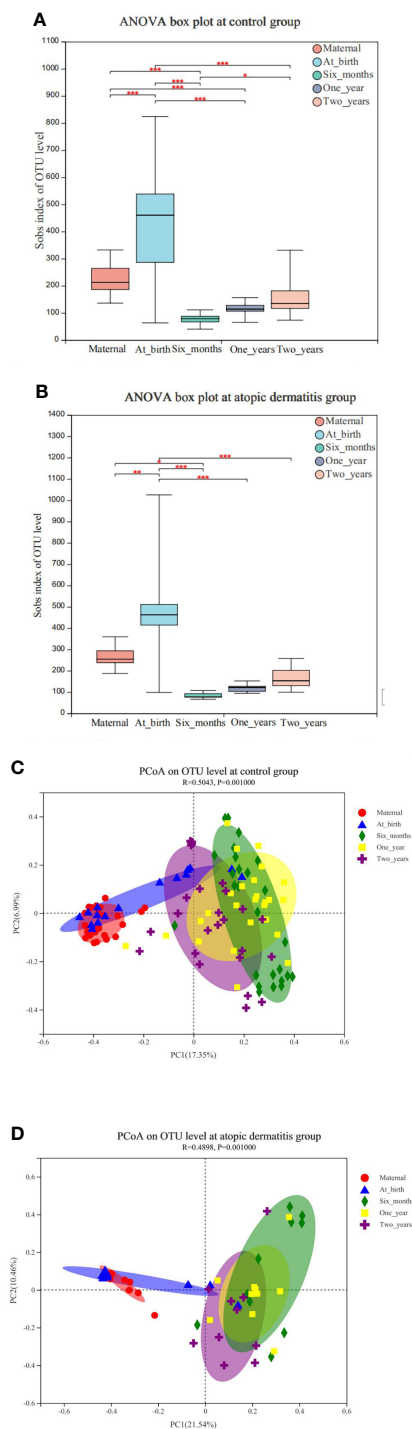 A
ANOVA box plot at control group
1100
1000
900
800
700
600
500
400
300
200
100
0
Sobs index of OTU level
Maternal
At_birth
Six_months
One_year
Two_years
***
***
***
*
***
***
***
Maternal At_birth Six_months One_years Two_years
B
ANOVA box plot at atopic dermatitis group
1400
1300
1200
1100
1000
900
800
700
600
500
400
300
200
100
0
Sobs index of OTU level
Maternal
At_birth
Six_months
One_year
Two_years
***
*
***
**
***
Maternal At_birth Six_months One_years Two_years
C
PCoA on OTU level at control group
R=0.5043, P=0.001000
Maternal
At_birth
Six_months
One_year
Two_years
0.4
0.2
0
-0.2
-0.4
PC2(6.99%)
-0.6 -0.4 -0.2 0 0.2 0.4 0.6
PC1(17.35%)
D
PCoA on OTU level at atopic dermatitis group
R=0.4898, P=0.001000
Maternal
At_birth
Six_month
One_year
Two_years
0.6
0.4
0.2
0
-0.2
-0.4
-0.6
PC2(10.46%)
-0.6 -0.4 -0.2 0 0.2 0.4 0.6
PC1(21.54%)